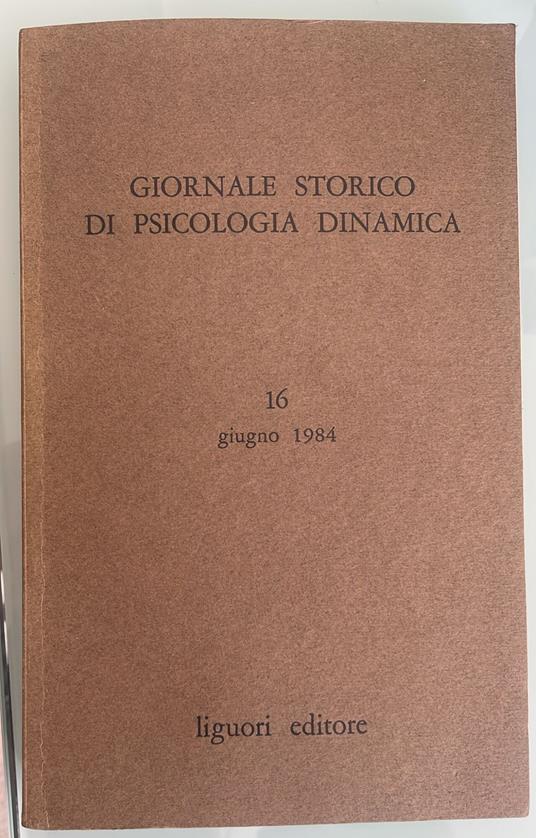 GIORNALE STORICO
DI PSICOLOGIA DINAMICA
16
giugno 1984
liguori editore